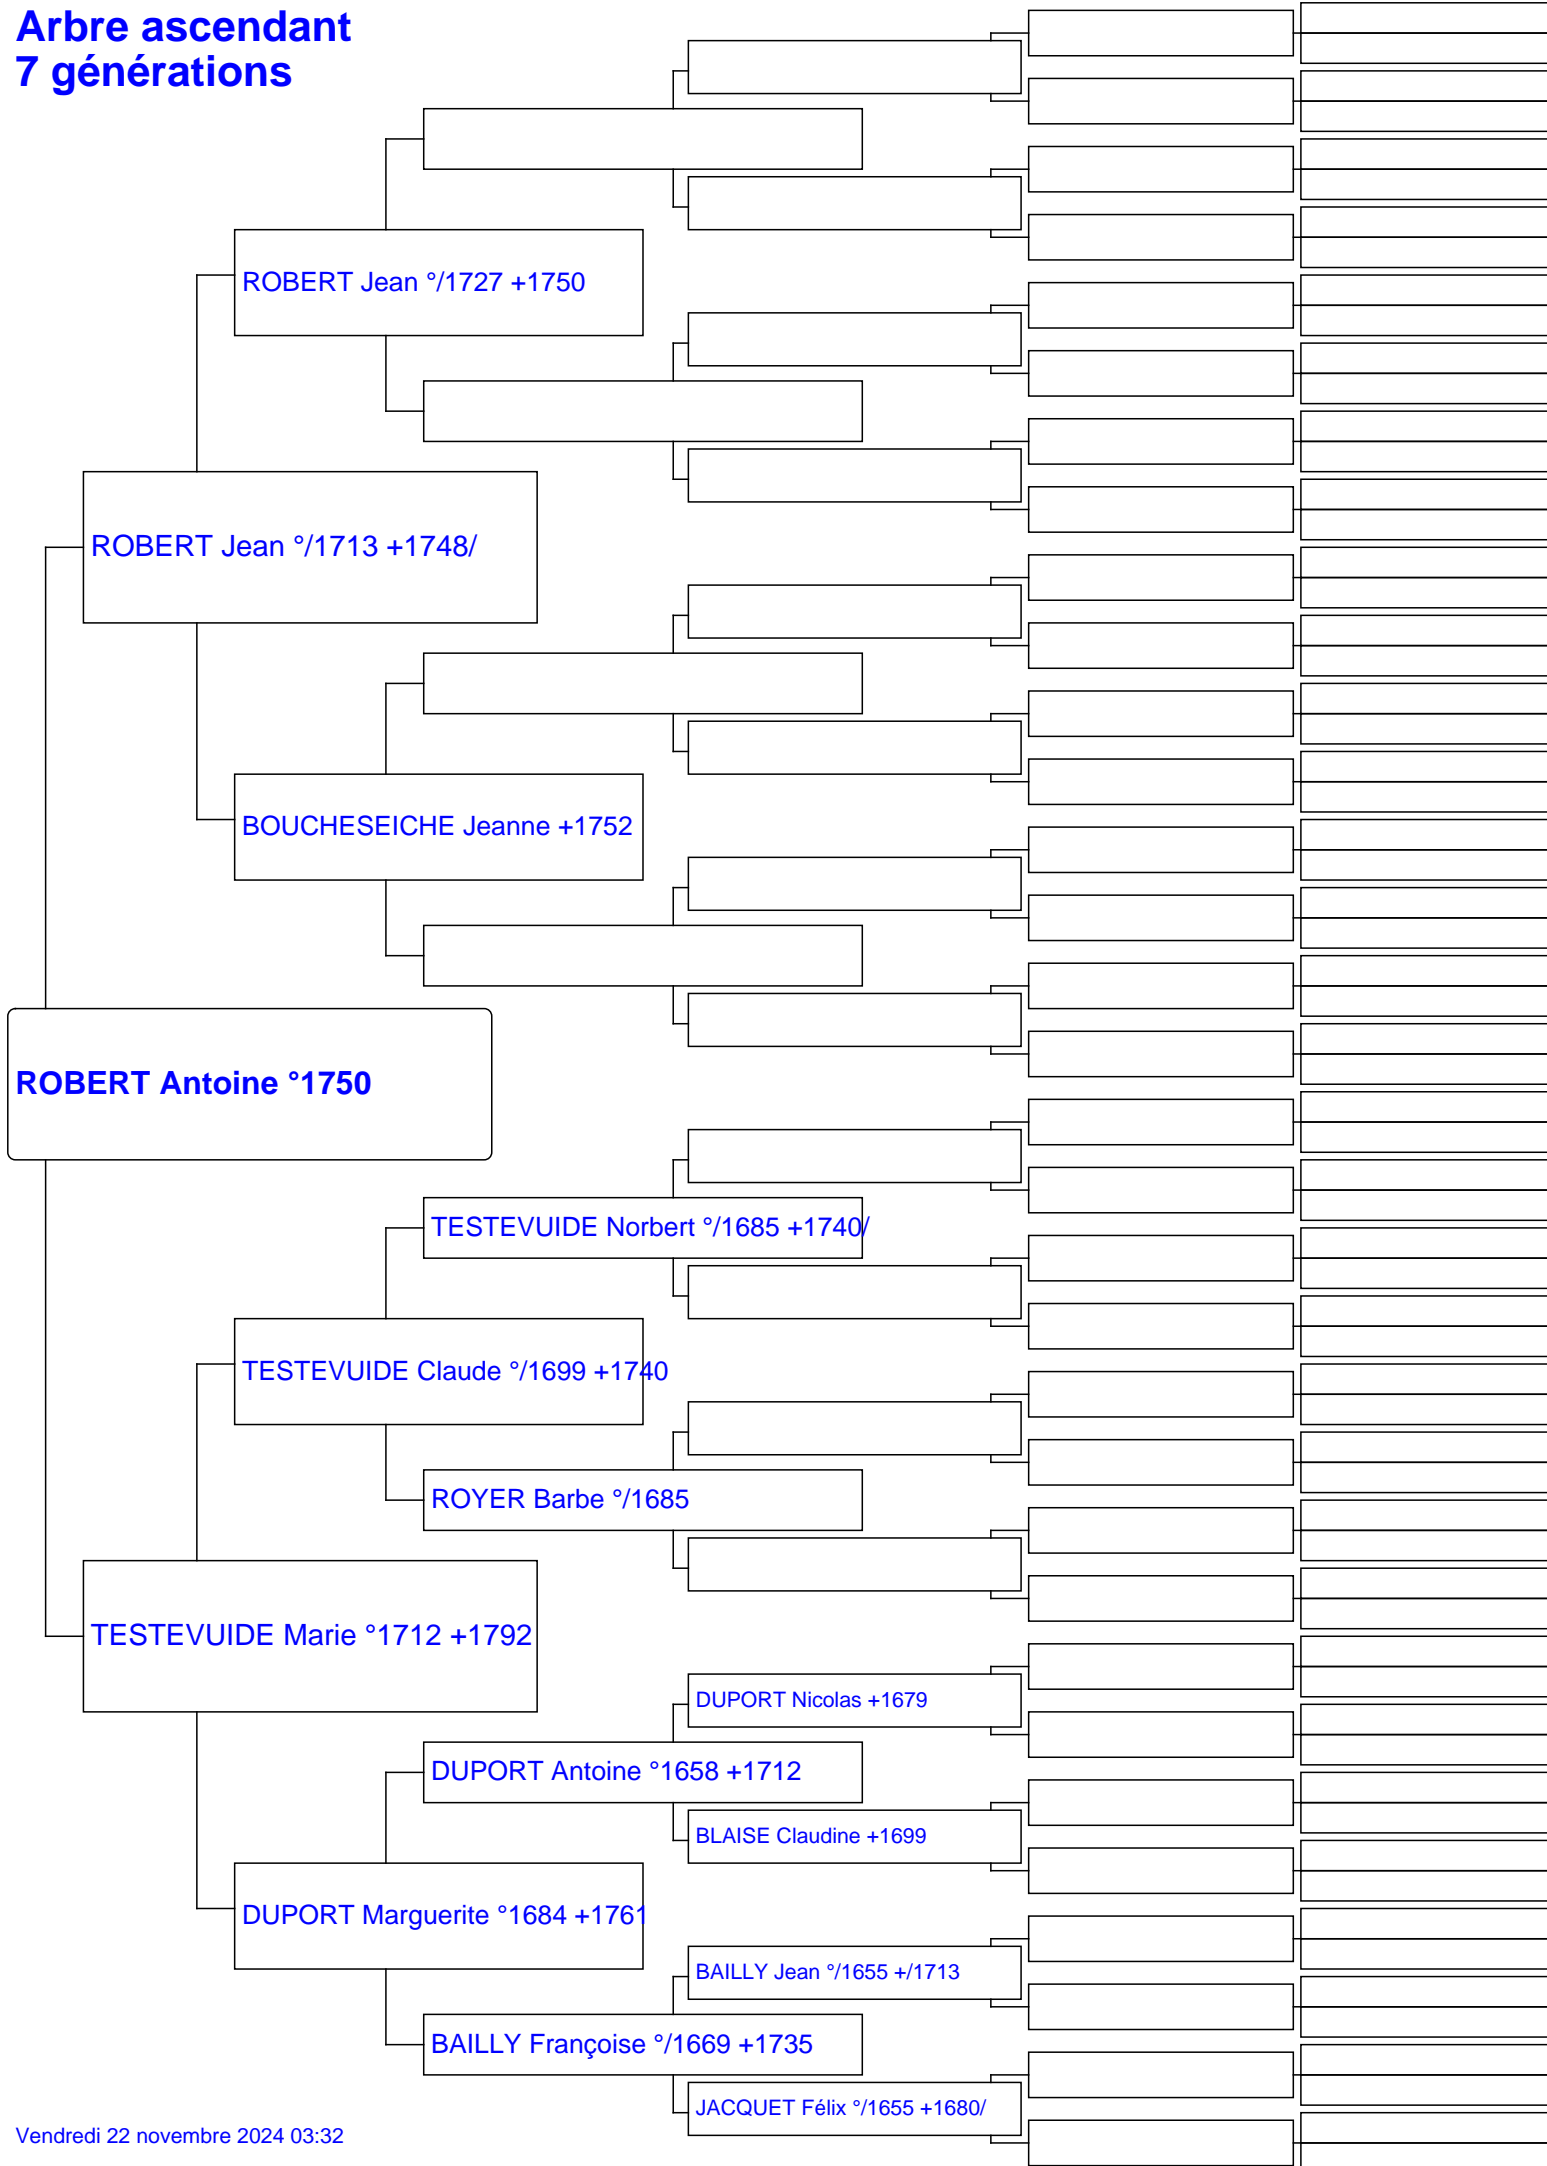 Arbre ascendant
7 générations
ROBERT Jean °/1727 +1750
ROBERT Jean °/1713 +1748/
BOUCHESEICHE Jeanne +1752
ROBERT Antoine °1750
TESTEVUIDE Norbert °/1685 +1740/
TESTEVUIDE Claude °/1699 +1740
ROYER Barbe °/1685
TESTEVUIDE Marie °1712 +1792
DUPORT Nicolas +1679
DUPORT Antoine °1658 +1712
BLAISE Claudine +1699
DUPORT Marguerite °1684 +1761
BAILLY Jean °/1655 +/1713
BAILLY Françoise °/1669 +1735
JACQUET Félix °/1655 +1680/
Vendredi 22 novembre 2024 03:32